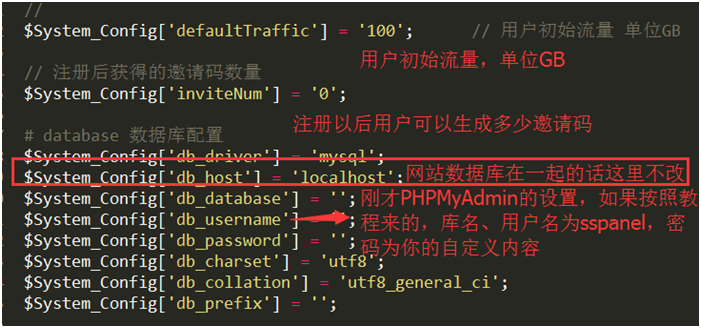 //
$System_Config['defaultTraffic'] = '100';      // 用户初始流量 单位GB
用户初始流量，单位GB
// 注册后获得的邀请码数量
$System_Config['inviteNum'] = '0';
注册以后用户可以生成多少邀请码
# database 数据库配置
$System_Config['db_driver'] = 'mysql';
$System_Config['db_host'] = 'localhost';网站数据库在一起的话这里不改
$System_Config['db_database'] = '';
$System_Config['db_username'] = '';
$System_Config['db_password'] = '';
刚才PHPMyAdmin的设置，如果按照教
程来的，库名、用户名为sspanel，密
码为你的自定义内容
$System_Config['db_charset'] = 'utf8';
$System_Config['db_collation'] = 'utf8_general_ci';
$System_Config['db_prefix'] = '';